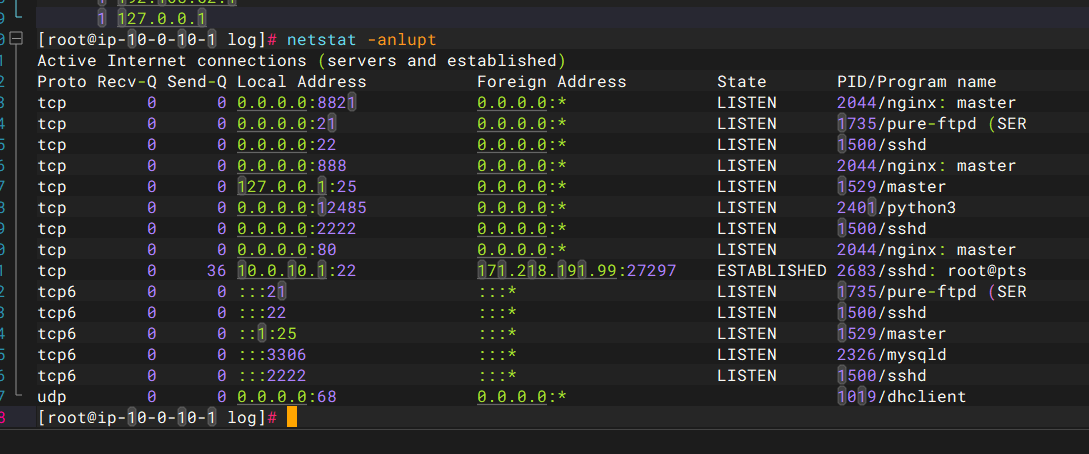 1 127.0.0.1
[root@ip-10-0-10-1 log]# netstat -anlupt
Active Internet connections (servers and established)
Proto Recv-Q Send-Q Local Address Foreign Address State PID/Program name
tcp 0 0 0.0.0.0:8821 0.0.0.0:* LISTEN 2044/nginx: master
tcp 0 0 0.0.0.0:21 0.0.0.0:* LISTEN 1735/pure-ftpd (SER
tcp 0 0 0.0.0.0:22 0.0.0.0:* LISTEN 1500/sshd
tcp 0 0 0.0.0.0:888 0.0.0.0:* LISTEN 2044/nginx: master
tcp 0 0 127.0.0.1:25 0.0.0.0:* LISTEN 1529/master
tcp 0 0 0.0.0.0:12485 0.0.0.0:* LISTEN 2401/python3
tcp 0 0 0.0.0.0:2222 0.0.0.0:* LISTEN 1500/sshd
tcp 0 0 0.0.0.0:80 0.0.0.0:* LISTEN 2044/nginx: master
tcp 0 36 10.0.10.1:22 171.218.191.99:27297 ESTABLISHED 2683/sshd: root@pts
tcp6 0 0 :::21 :::* LISTEN 1735/pure-ftpd (SER
tcp6 0 0 :::22 :::* LISTEN 1500/sshd
tcp6 0 0 ::1:25 :::* LISTEN 1529/master
tcp6 0 0 :::3306 :::* LISTEN 2326/mysqld
tcp6 0 0 :::2222 :::* LISTEN 1500/sshd
udp 0 0 0.0.0.0:68 0.0.0.0:* 1019/dhclient
[root@ip-10-0-10-1 log]#